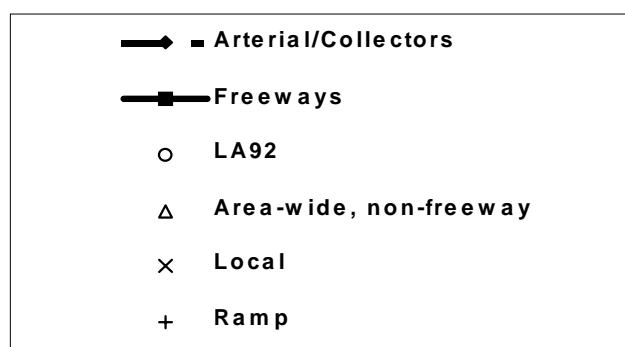 Arterial/Collectors
Freeways
LA92
Area-wide, non-freeway
Local
Ramp